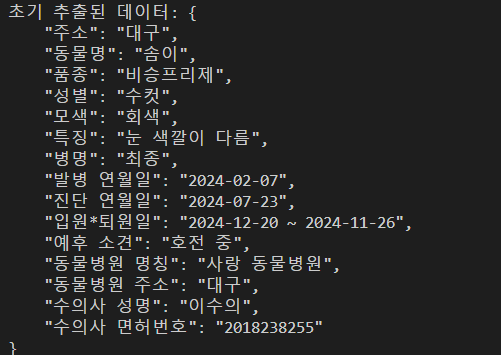 초기 추출된 데이터: {
    "주소": "대구",
    "동물명": "솜이",
    "품종": "비숑프리제",
    "성별": "수컷",
    "모색": "회색",
    "특징": "눈 색깔이 다름",
    "병명": "최종",
    "발병 연월일": "2024-02-07",
    "진단 연월일": "2024-07-23",
    "입원*퇴원일": "2024-12-20 ~ 2024-11-26",
    "예후 소견": "호전 중",
    "동물병원 명칭": "사랑 동물병원",
    "동물병원 주소": "대구",
    "수의사 성명": "이수의",
    "수의사 면허번호": "2018238255"
}